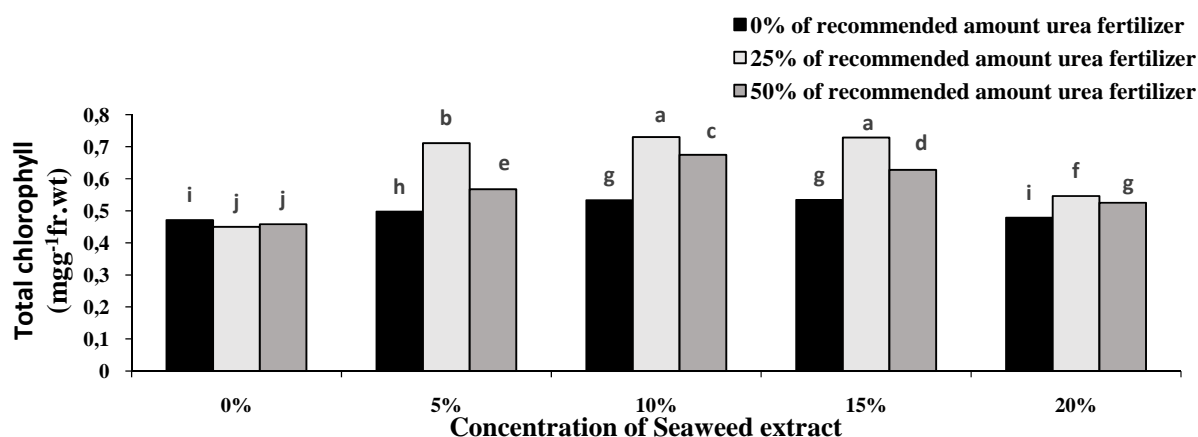 0% of recommended amount urea fertilizer
25% of recommended amount urea fertilizer
50% of recommended amount urea fertilizer
Total chlorophyll
(mgg⁻¹fr.wt)
0,8
0,7
0,6
0,5
0,4
0,3
0,2
0,1
0
i j j h b e g a c g a d i f g
0% 5% 10% 15% 20%
Concentration of Seaweed extract